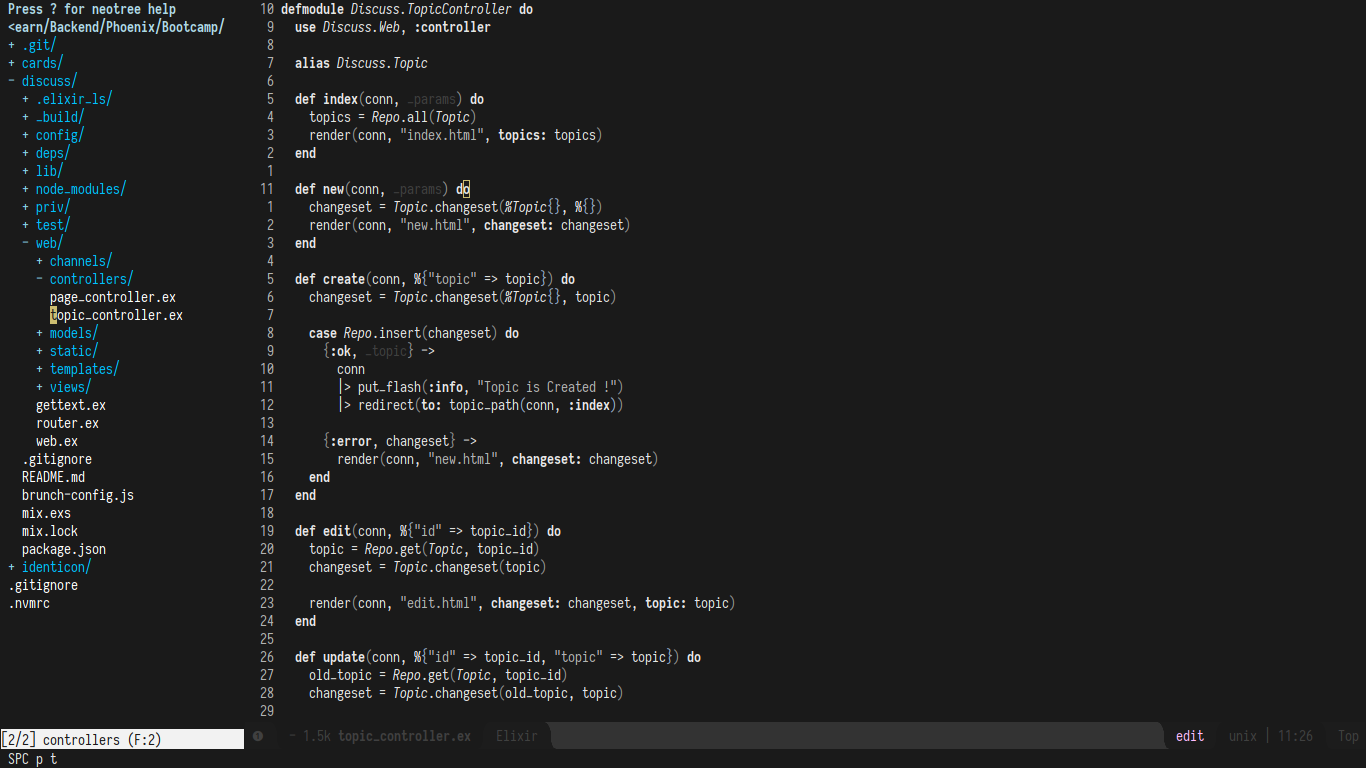 Press ? for neotree help
<earn/Backend/Phoenix/Bootcamp/
+ .git/
+ cards/
- discuss/
+ .elixir_ls/
+ _build/
+ config/
+ deps/
+ lib/
+ node_modules/
+ priv/
+ test/
- web/
+ channels/
- controllers/
page_controller.ex
topic_controller.ex
+ models/
+ static/
+ templates/
+ views/
gettext.ex
router.ex
web.ex
.gitignore
README.md
brunch-config.js
mix.exs
mix.lock
package.json
+ identicon/
.gitignore
.nvmrc
[2/2] controllers (F:2)
10 defmodule Discuss.TopicController do
9 use Discuss.Web, :controller
8
7 alias Discuss.Topic
6
5 def index(conn, _params) do
4 topics = Repo.all(Topic)
3 render(conn, "index.html", topics: topics)
2 end
1
11 def new(conn, _params) do
1 changeset = Topic.changeset(%Topic{}, %{})
2 render(conn, "new.html", changeset: changeset)
3 end
4
5 def create(conn, %{"topic" => topic}) do
6 changeset = Topic.changeset(%Topic{}, topic)
7
8 case Repo.insert(changeset) do
9 {:ok, _topic} ->
10 conn
11 |> put_flash(:info, "Topic is Created !")
12 |> redirect(to: topic_path(conn, :index))
13
14 {:error, changeset} ->
15 render(conn, "new.html", changeset: changeset)
16 end
17 end
18
19 def edit(conn, %{"id" => topic_id}) do
20 topic = Repo.get(Topic, topic_id)
21 changeset = Topic.changeset(topic)
22
23 render(conn, "edit.html", changeset: changeset, topic: topic)
24 end
25
26 def update(conn, %{"id" => topic_id, "topic" => topic}) do
27 old_topic = Repo.get(Topic, topic_id)
28 changeset = Topic.changeset(old_topic, topic)
29
❶ - 1.5k topic_controller.ex Elixir edit unix | 11:26 Top
SPC p t